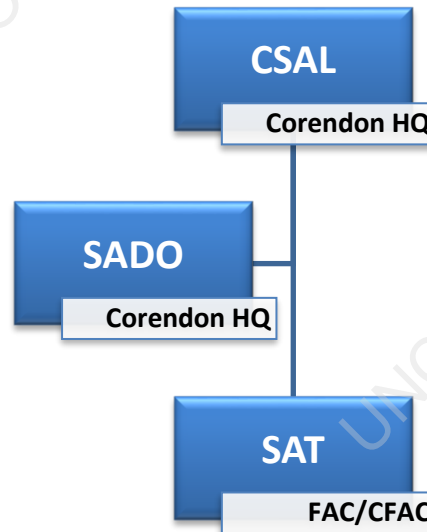 CSAL
Corendon HQ
SADO
Corendon HQ
SAT
FAC/CFAC